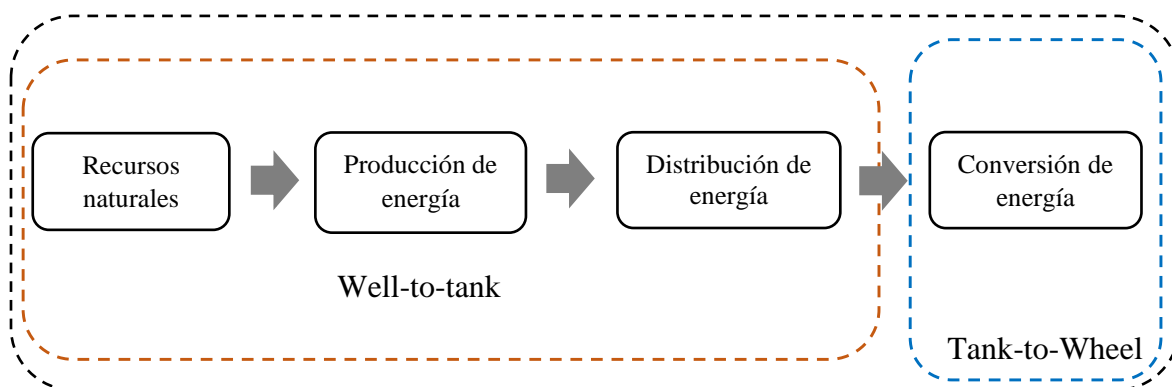 Recursos
naturales
Producción de
energía
Distribución de
energía
Conversión de
energía
Well-to-tank
Tank-to-Wheel